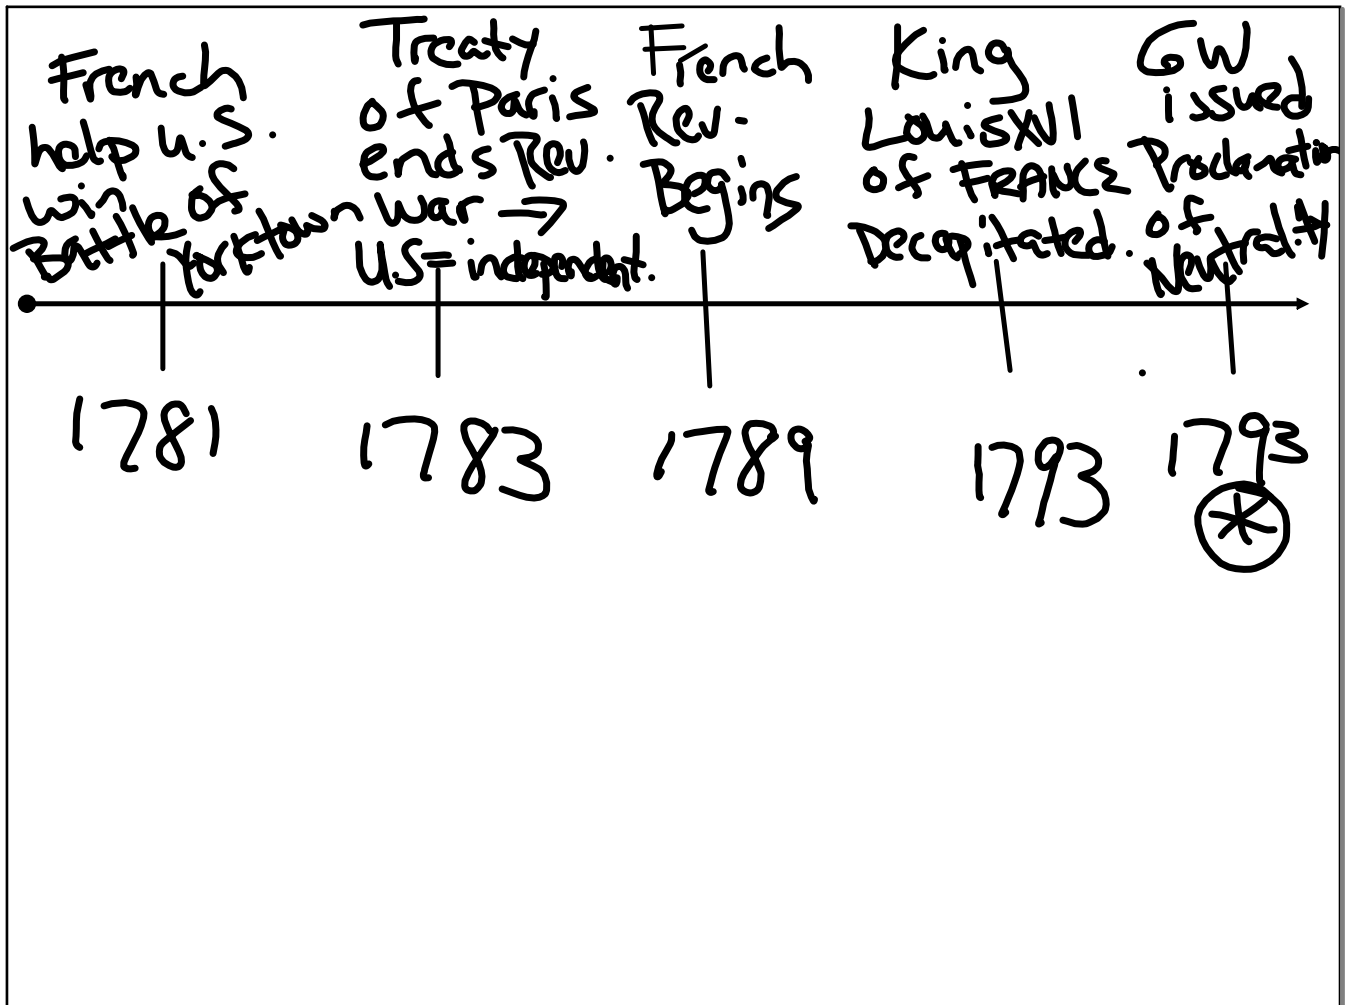 French
help U.S.
win
Battle of
Yorktown
1781
Treaty
of Paris
ends Rev.
War →
U.S = independent.
1783
French
Rev.
Begins
1789
King
Louis XVI
of FRANCE
Decapitated.
1793
GW
issued
Proclamation
of
Neutrality
1793
*